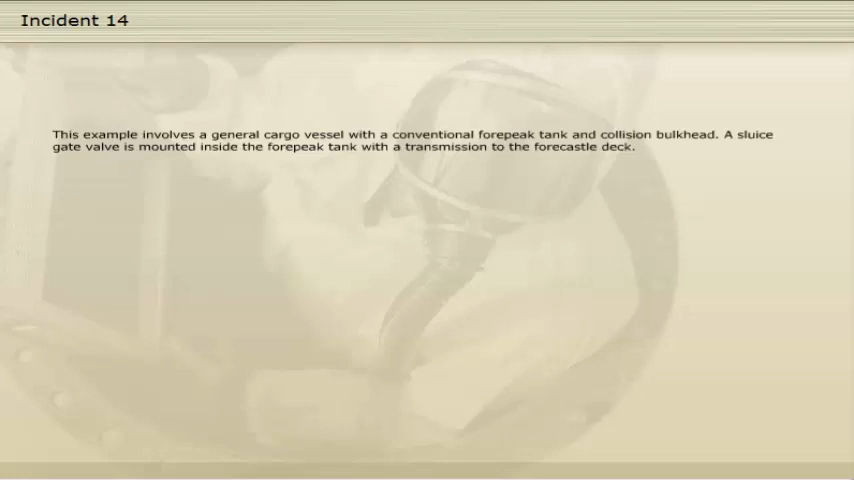 Incident 14
This example involves a general cargo vessel with a conventional forepeak tank and collision bulkhead. A sluice
gate valve is mounted inside the forepeak tank with a transmission to the forecastle deck.